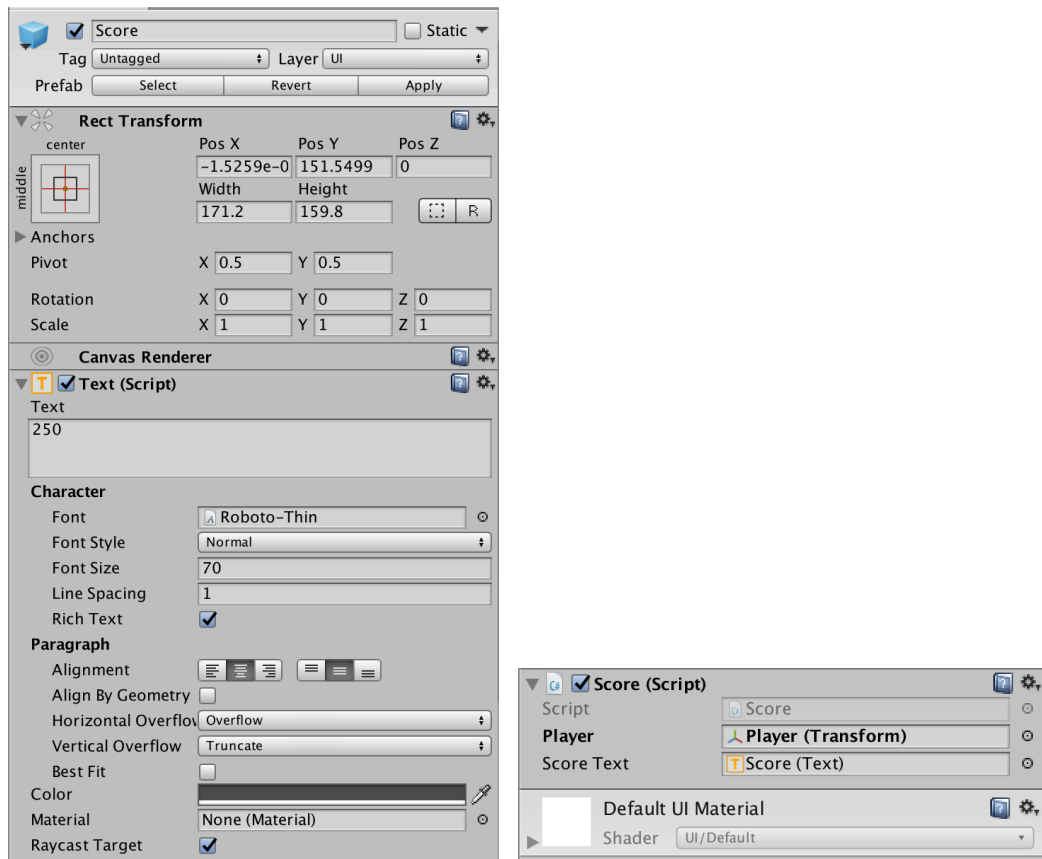 Score Static
Tag Untagged Layer UI
Prefab Select Revert Apply
Rect Transform
center Pos X Pos Y Pos Z
middle -1.5259e-0 151.5499 0
Width Height
171.2 159.8 R
Anchors
Pivot X 0.5 Y 0.5
Rotation X 0 Y 0 Z 0
Scale X 1 Y 1 Z 1
Canvas Renderer
T Text (Script)
Text
250
Character
Font Roboto-Thin
Font Style Normal
Font Size 70
Line Spacing 1
Rich Text
Paragraph
Alignment
Align By Geometry
Horizontal Overflov Overflow
Vertical Overflow Truncate
Best Fit
Color
Material None (Material)
Raycast Target
C# Score (Script)
Script Score
Player Player (Transform)
Score Text T Score (Text)
Default UI Material
Shader UI/Default